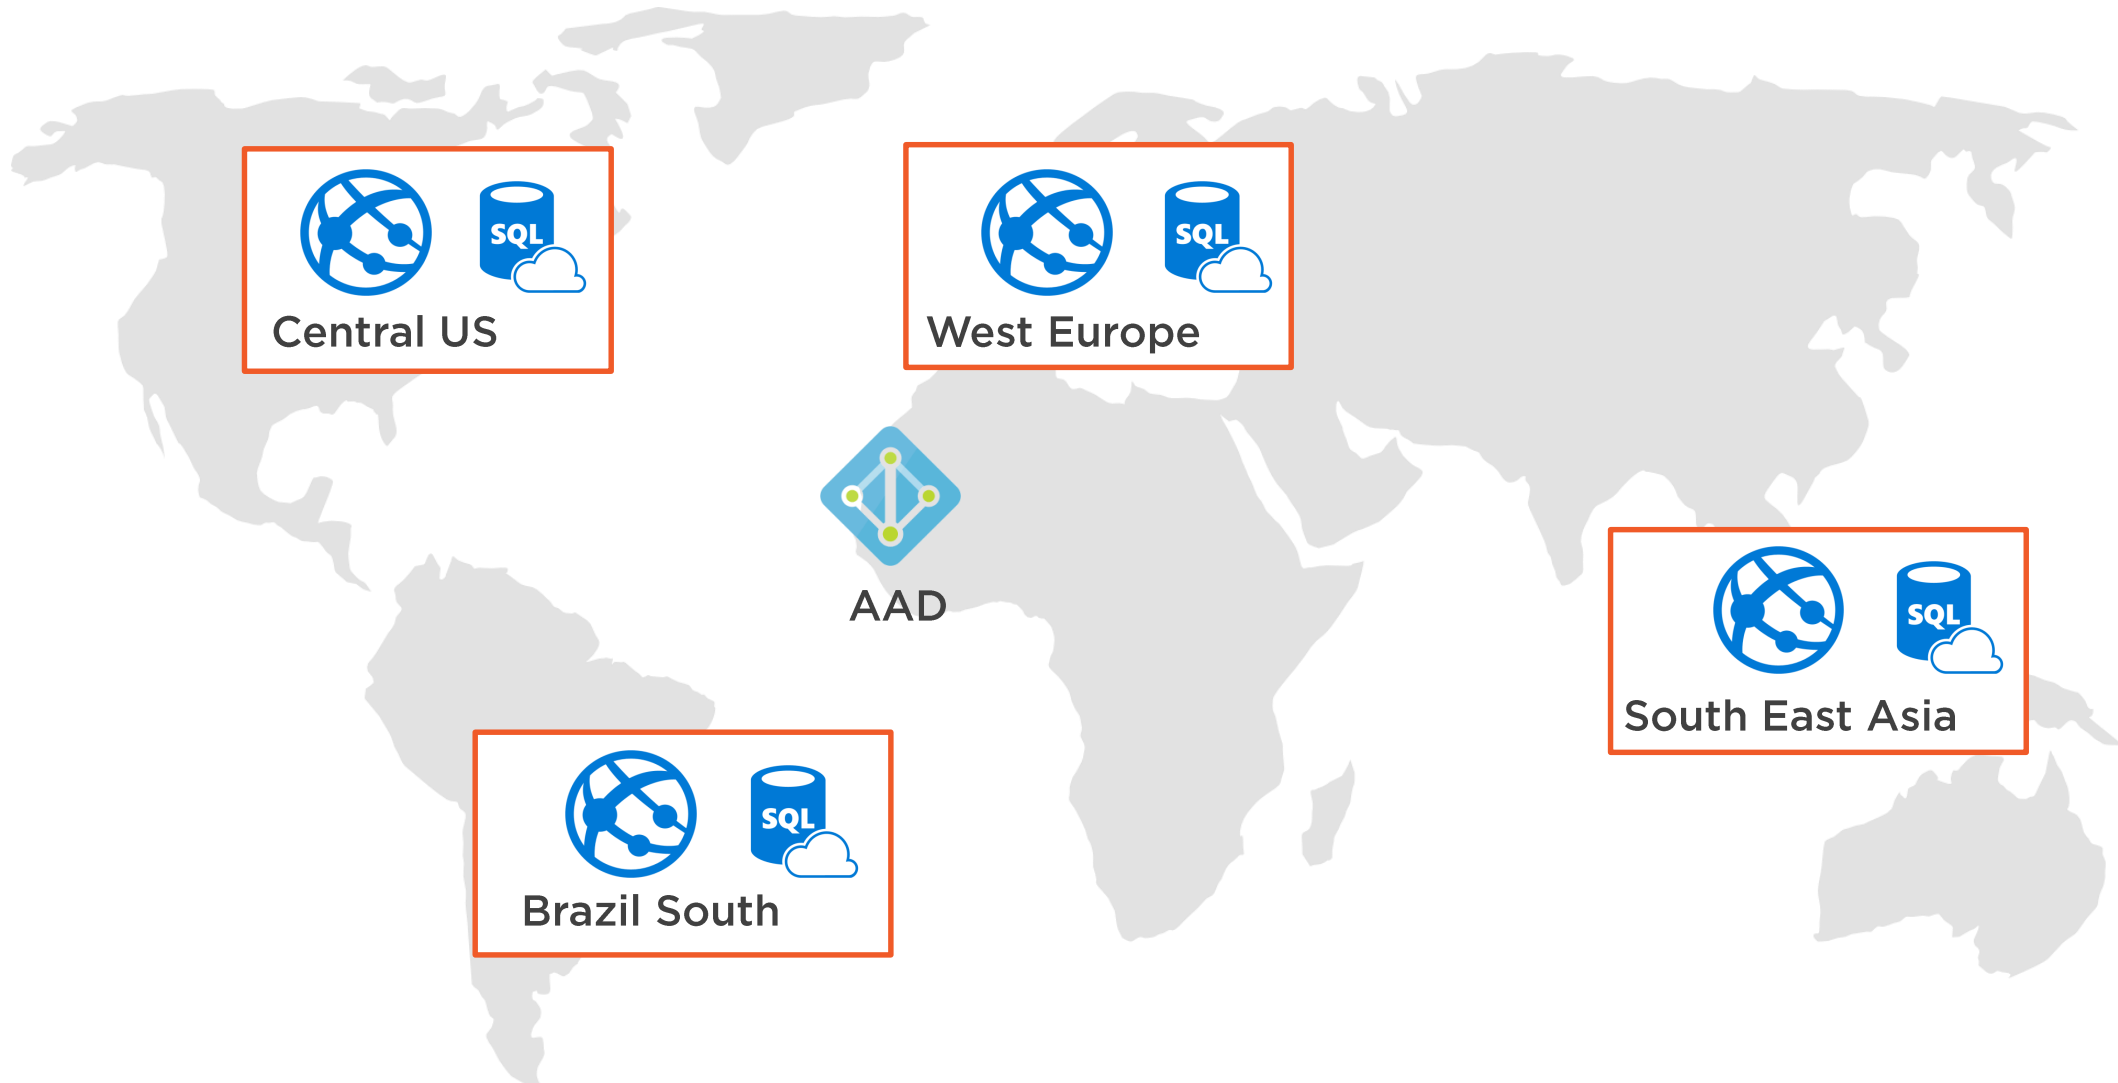 SQL
Central US
SQL
West Europe
AAD
SQL
South East Asia
SQL
Brazil South